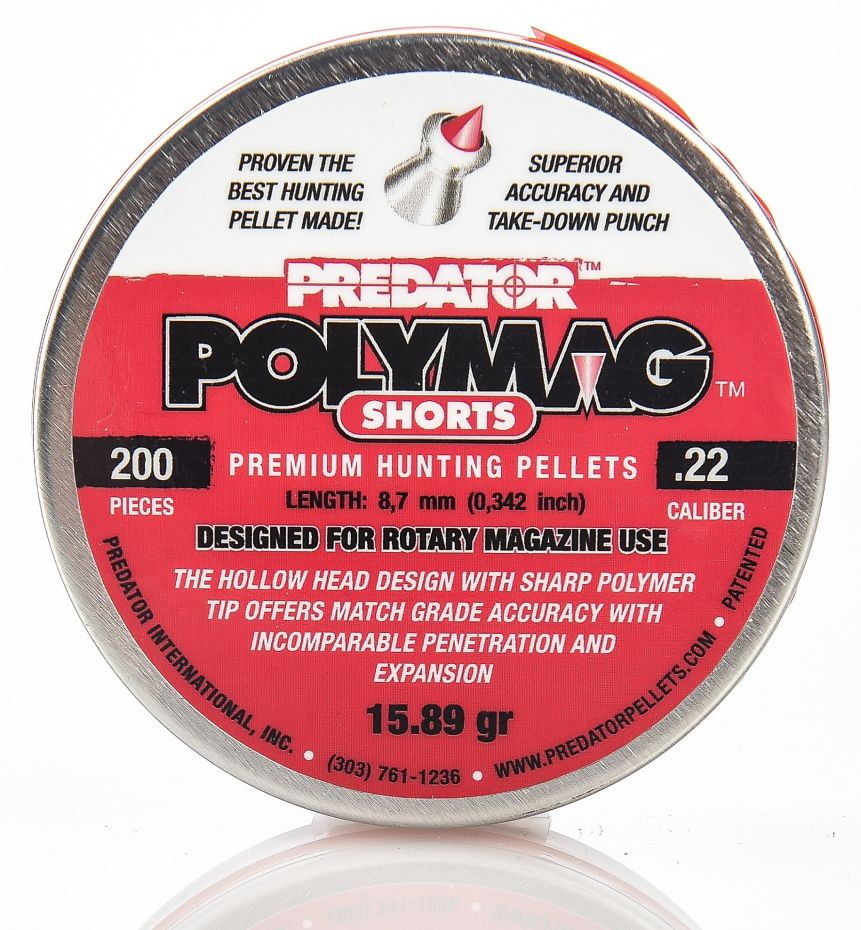 PROVEN THE
BEST HUNTING
PELLET MADE!
SUPERIOR
ACCURACY AND
TAKE-DOWN PUNCH
PREDATOR™
POLYMAG™
SHORTS
200
PIECES
PREMIUM HUNTING PELLETS
.22
CALIBER
LENGTH: 8,7 mm (0,342 inch)
DESIGNED FOR ROTARY MAGAZINE USE
THE HOLLOW HEAD DESIGN WITH SHARP POLYMER
TIP OFFERS MATCH GRADE ACCURACY WITH
INCOMPARABLE PENETRATION AND
EXPANSION
15.89 gr
PREDATOR INTERNATIONAL, INC. • (303) 761-1236 • WWW.PREDATORPELLETS.COM • PATENTED